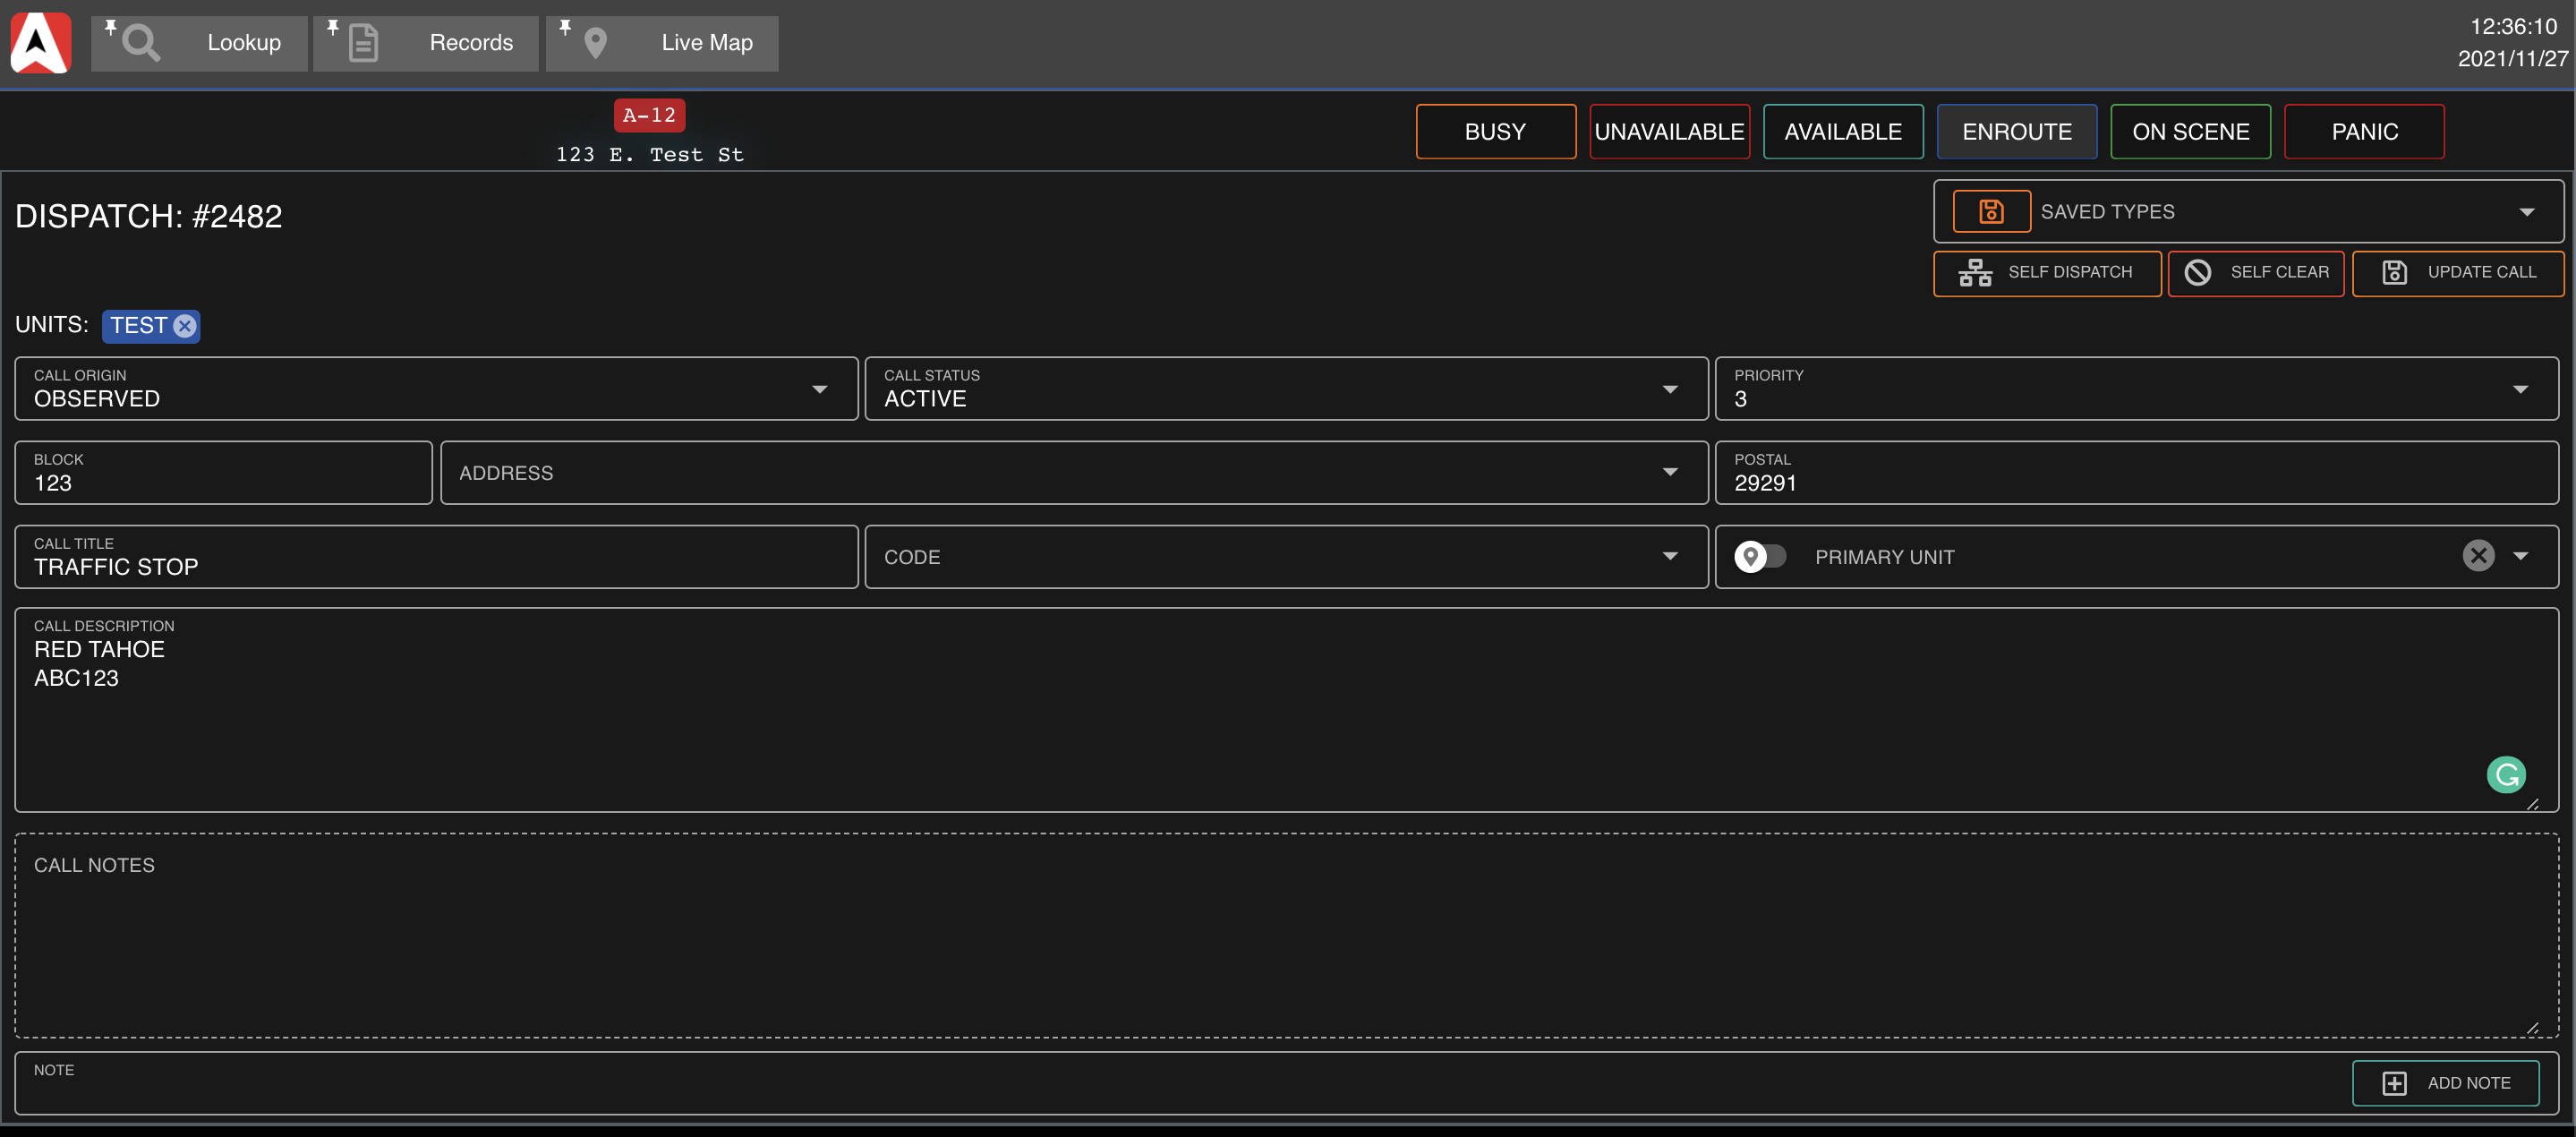 Lookup
Records
Live Map
12:36:10
2021/11/27
A-12
123 E. Test St
BUSY
UNAVAILABLE
AVAILABLE
ENROUTE
ON SCENE
PANIC
DISPATCH: #2482
SAVED TYPES
SELF DISPATCH
SELF CLEAR
UPDATE CALL
UNITS: TEST
CALL ORIGIN
OBSERVED
CALL STATUS
ACTIVE
PRIORITY
3
BLOCK
123
ADDRESS
POSTAL
29291
CALL TITLE
TRAFFIC STOP
CODE
PRIMARY UNIT
CALL DESCRIPTION
RED TAHOE
ABC123
CALL NOTES
NOTE
ADD NOTE